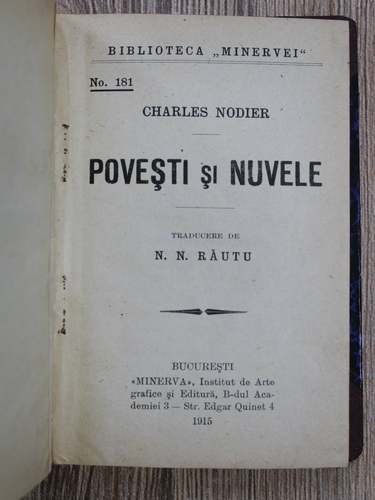 BIBLIOTECA „MINERVEI“
No. 181
CHARLES NODIER
POVEŞTI şi NUVELE
TRADUCERE DE
N. N. RĂUTU
BUCUREŞTI
«MINERVA», Institut de Arte
grafice şi Editură, B-dul Aca-
demiei 3 — Str. Edgar Quinet 4
1915